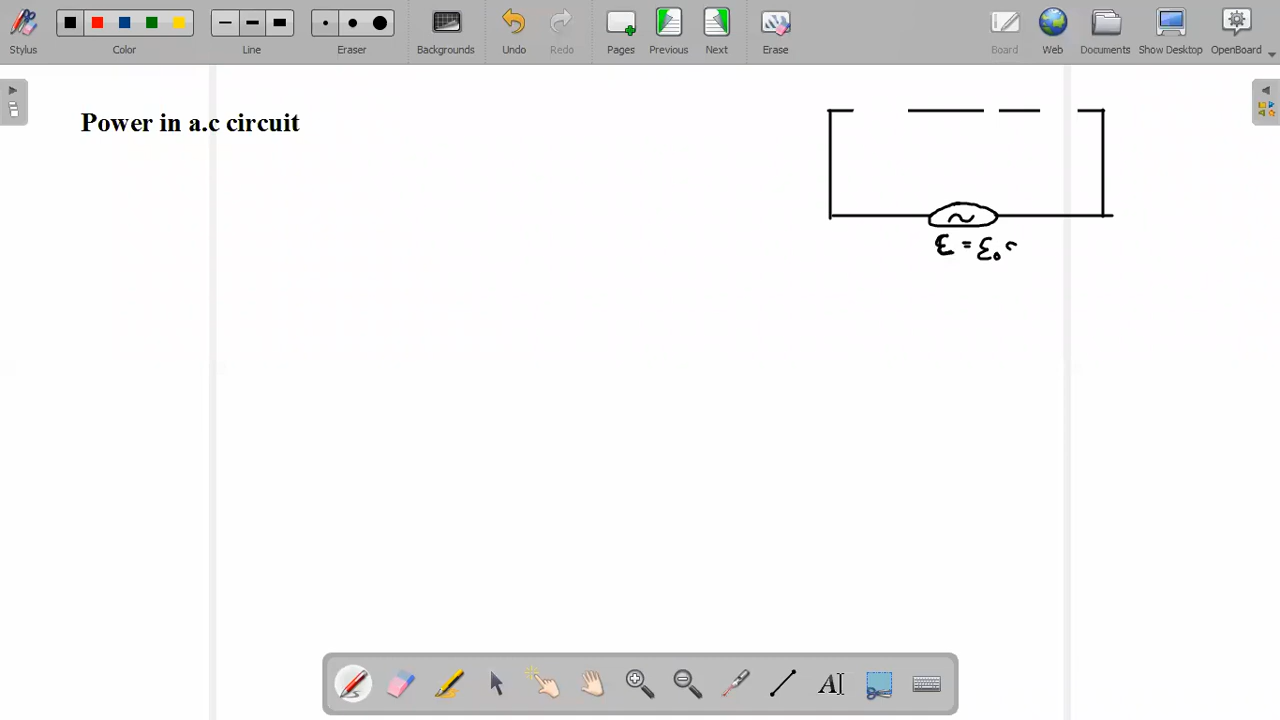 Stylus Color Line Eraser Backgrounds Undo Redo Pages Previous Next Erase Board Web Documents Show Desktop OpenBoard
Power in a.c circuit
~
Ɛ = Ɛ₀